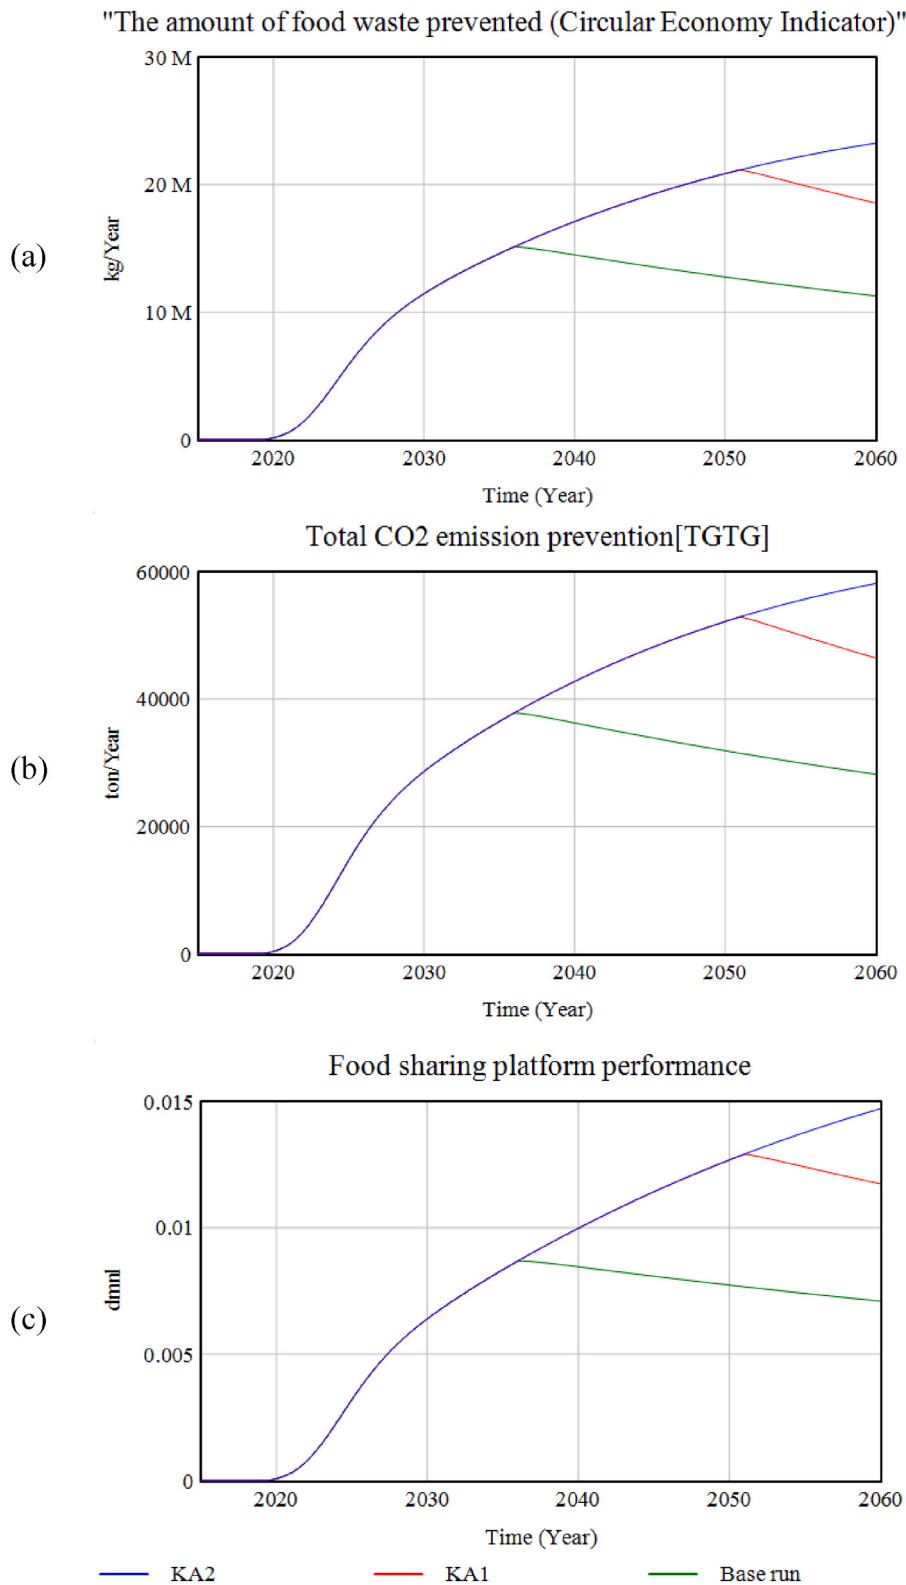 "The amount of food waste prevented (Circular Economy Indicator)"
30 M
20 M
10 M
0
kg/Year
(a)
2020 2030 2040 2050 2060
Time (Year)
Total CO2 emission prevention[TGTG]
60000
40000
20000
0
ton/Year
(b)
2020 2030 2040 2050 2060
Time (Year)
Food sharing platform performance
0.015
0.01
0.005
0
dmnl
(c)
2020 2030 2040 2050 2060
Time (Year)
KA2 KA1 Base run